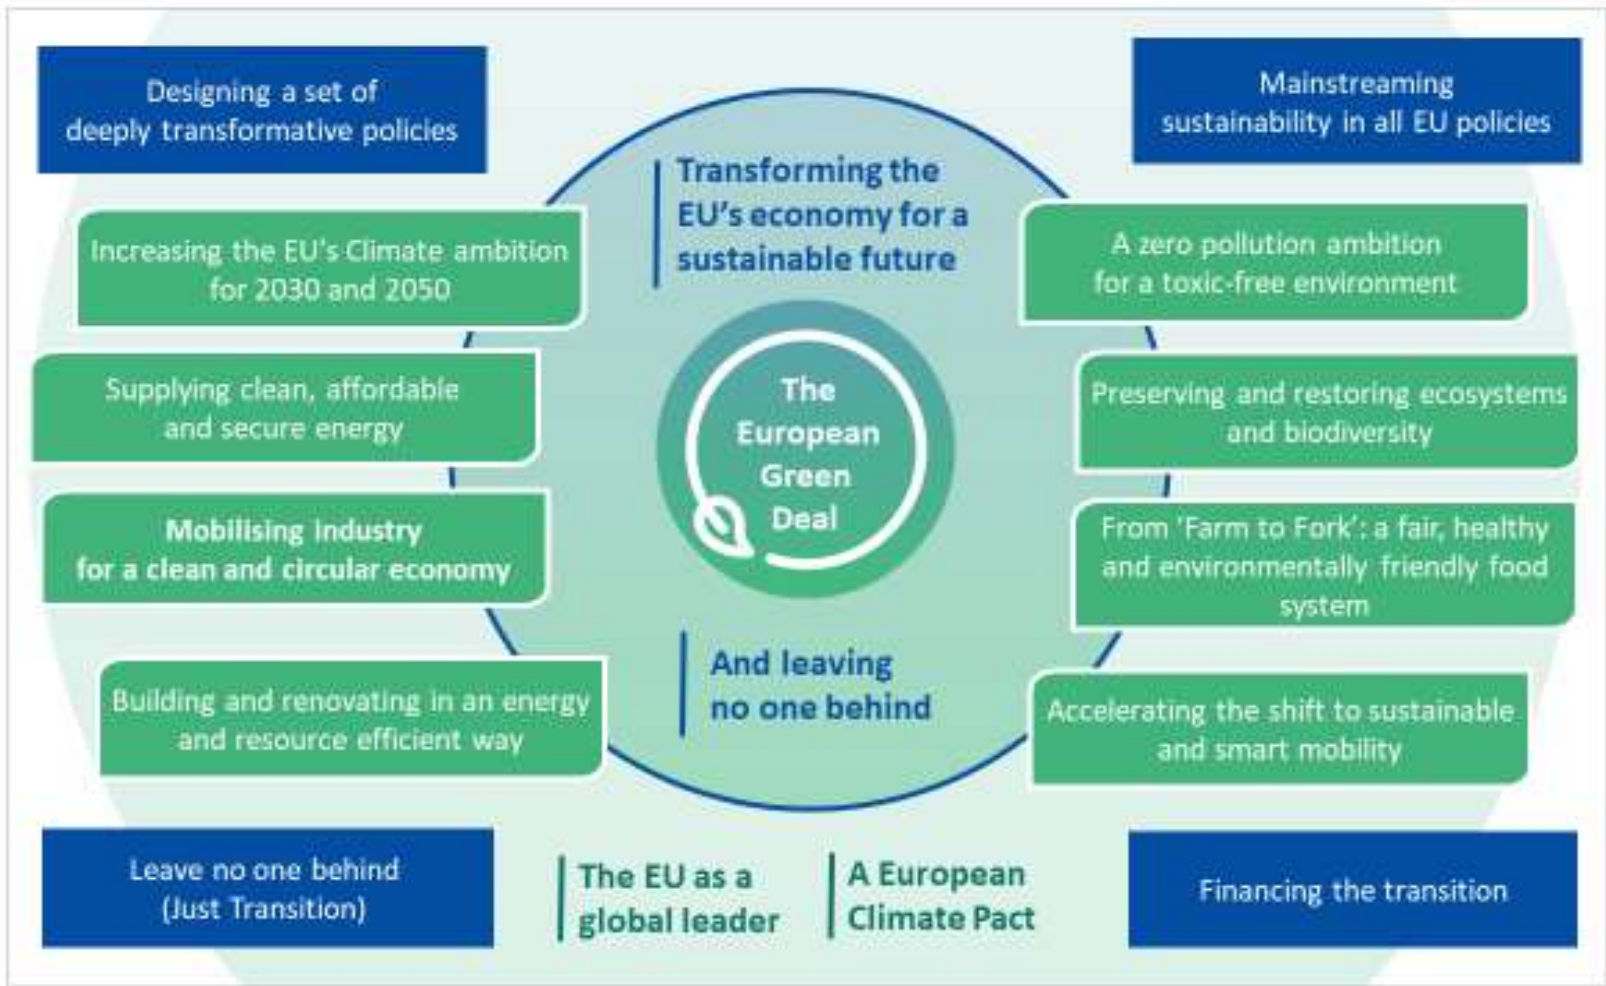 Designing a set of
deeply transformative policies
Mainstreaming
sustainability in all EU policies
Transforming the
EU's economy for a
sustainable future
Increasing the EU's Climate ambition
for 2030 and 2050
A zero pollution ambition
for a toxic-free environment
Supplying clean, affordable
and secure energy
The
European
Green
Deal
Preserving and restoring ecosystems
and biodiversity
Mobilising industry
for a clean and circular economy
From 'Farm to Fork': a fair, healthy
and environmentally friendly food
system
Building and renovating in an energy
and resource efficient way
And leaving
no one behind
Accelerating the shift to sustainable
and smart mobility
Leave no one behind
(Just Transition)
The EU as a
global leader
A European
Climate Pact
Financing the transition